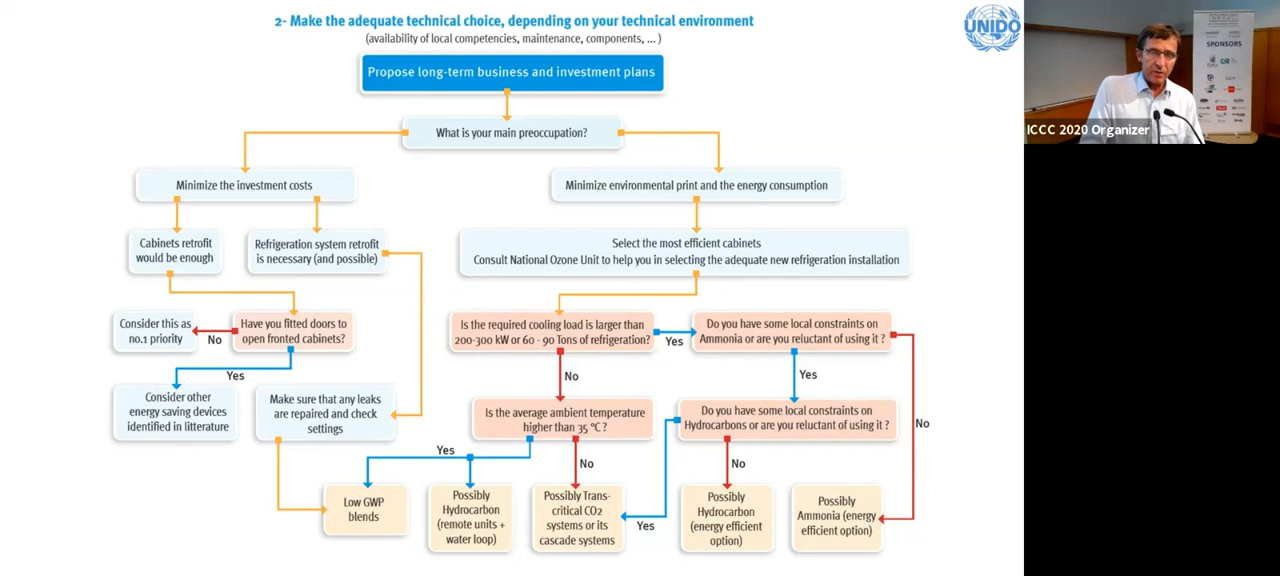 2- Make the adequate technical choice, depending on your technical environment
(availability of local competencies, maintenance, components, ... )
UNIDO
SPONSORS
ICCC 2020 Organizer
Propose long-term business and investment plans
What is your main preoccupation?
Minimize the investment costs
Minimize environmental print and the energy consumption
Cabinets retrofit
would be enough
Refrigeration system retrofit
is necessary (and possible)
Select the most efficient cabinets
Consult National Ozone Unit to help you in selecting the adequate new refrigeration installation
Consider this as
no.1 priority
No
Have you fitted doors to
open fronted cabinets?
Is the required cooling load is larger than
200-300 kW or 60 - 90 Tons of refrigeration?
Yes
Do you have some local constraints on
Ammonia or are you reluctant of using it ?
Yes
No
Yes
Consider other
energy saving devices
identified in litterature
Make sure that any leaks
are repaired and check
settings
Is the average ambient temperature
higher than 35 °C ?
Do you have some local constraints on
Hydrocarbons or are you reluctant of using it ?
No
Yes
No
No
Low GWP
blends
Possibly
Hydrocarbon
(remote units +
water loop)
Possibly Trans-
critical CO2
systems or its
cascade systems
Yes
Possibly
Hydrocarbon
(energy efficient
option)
Possibly
Ammonia (energy
efficient option)